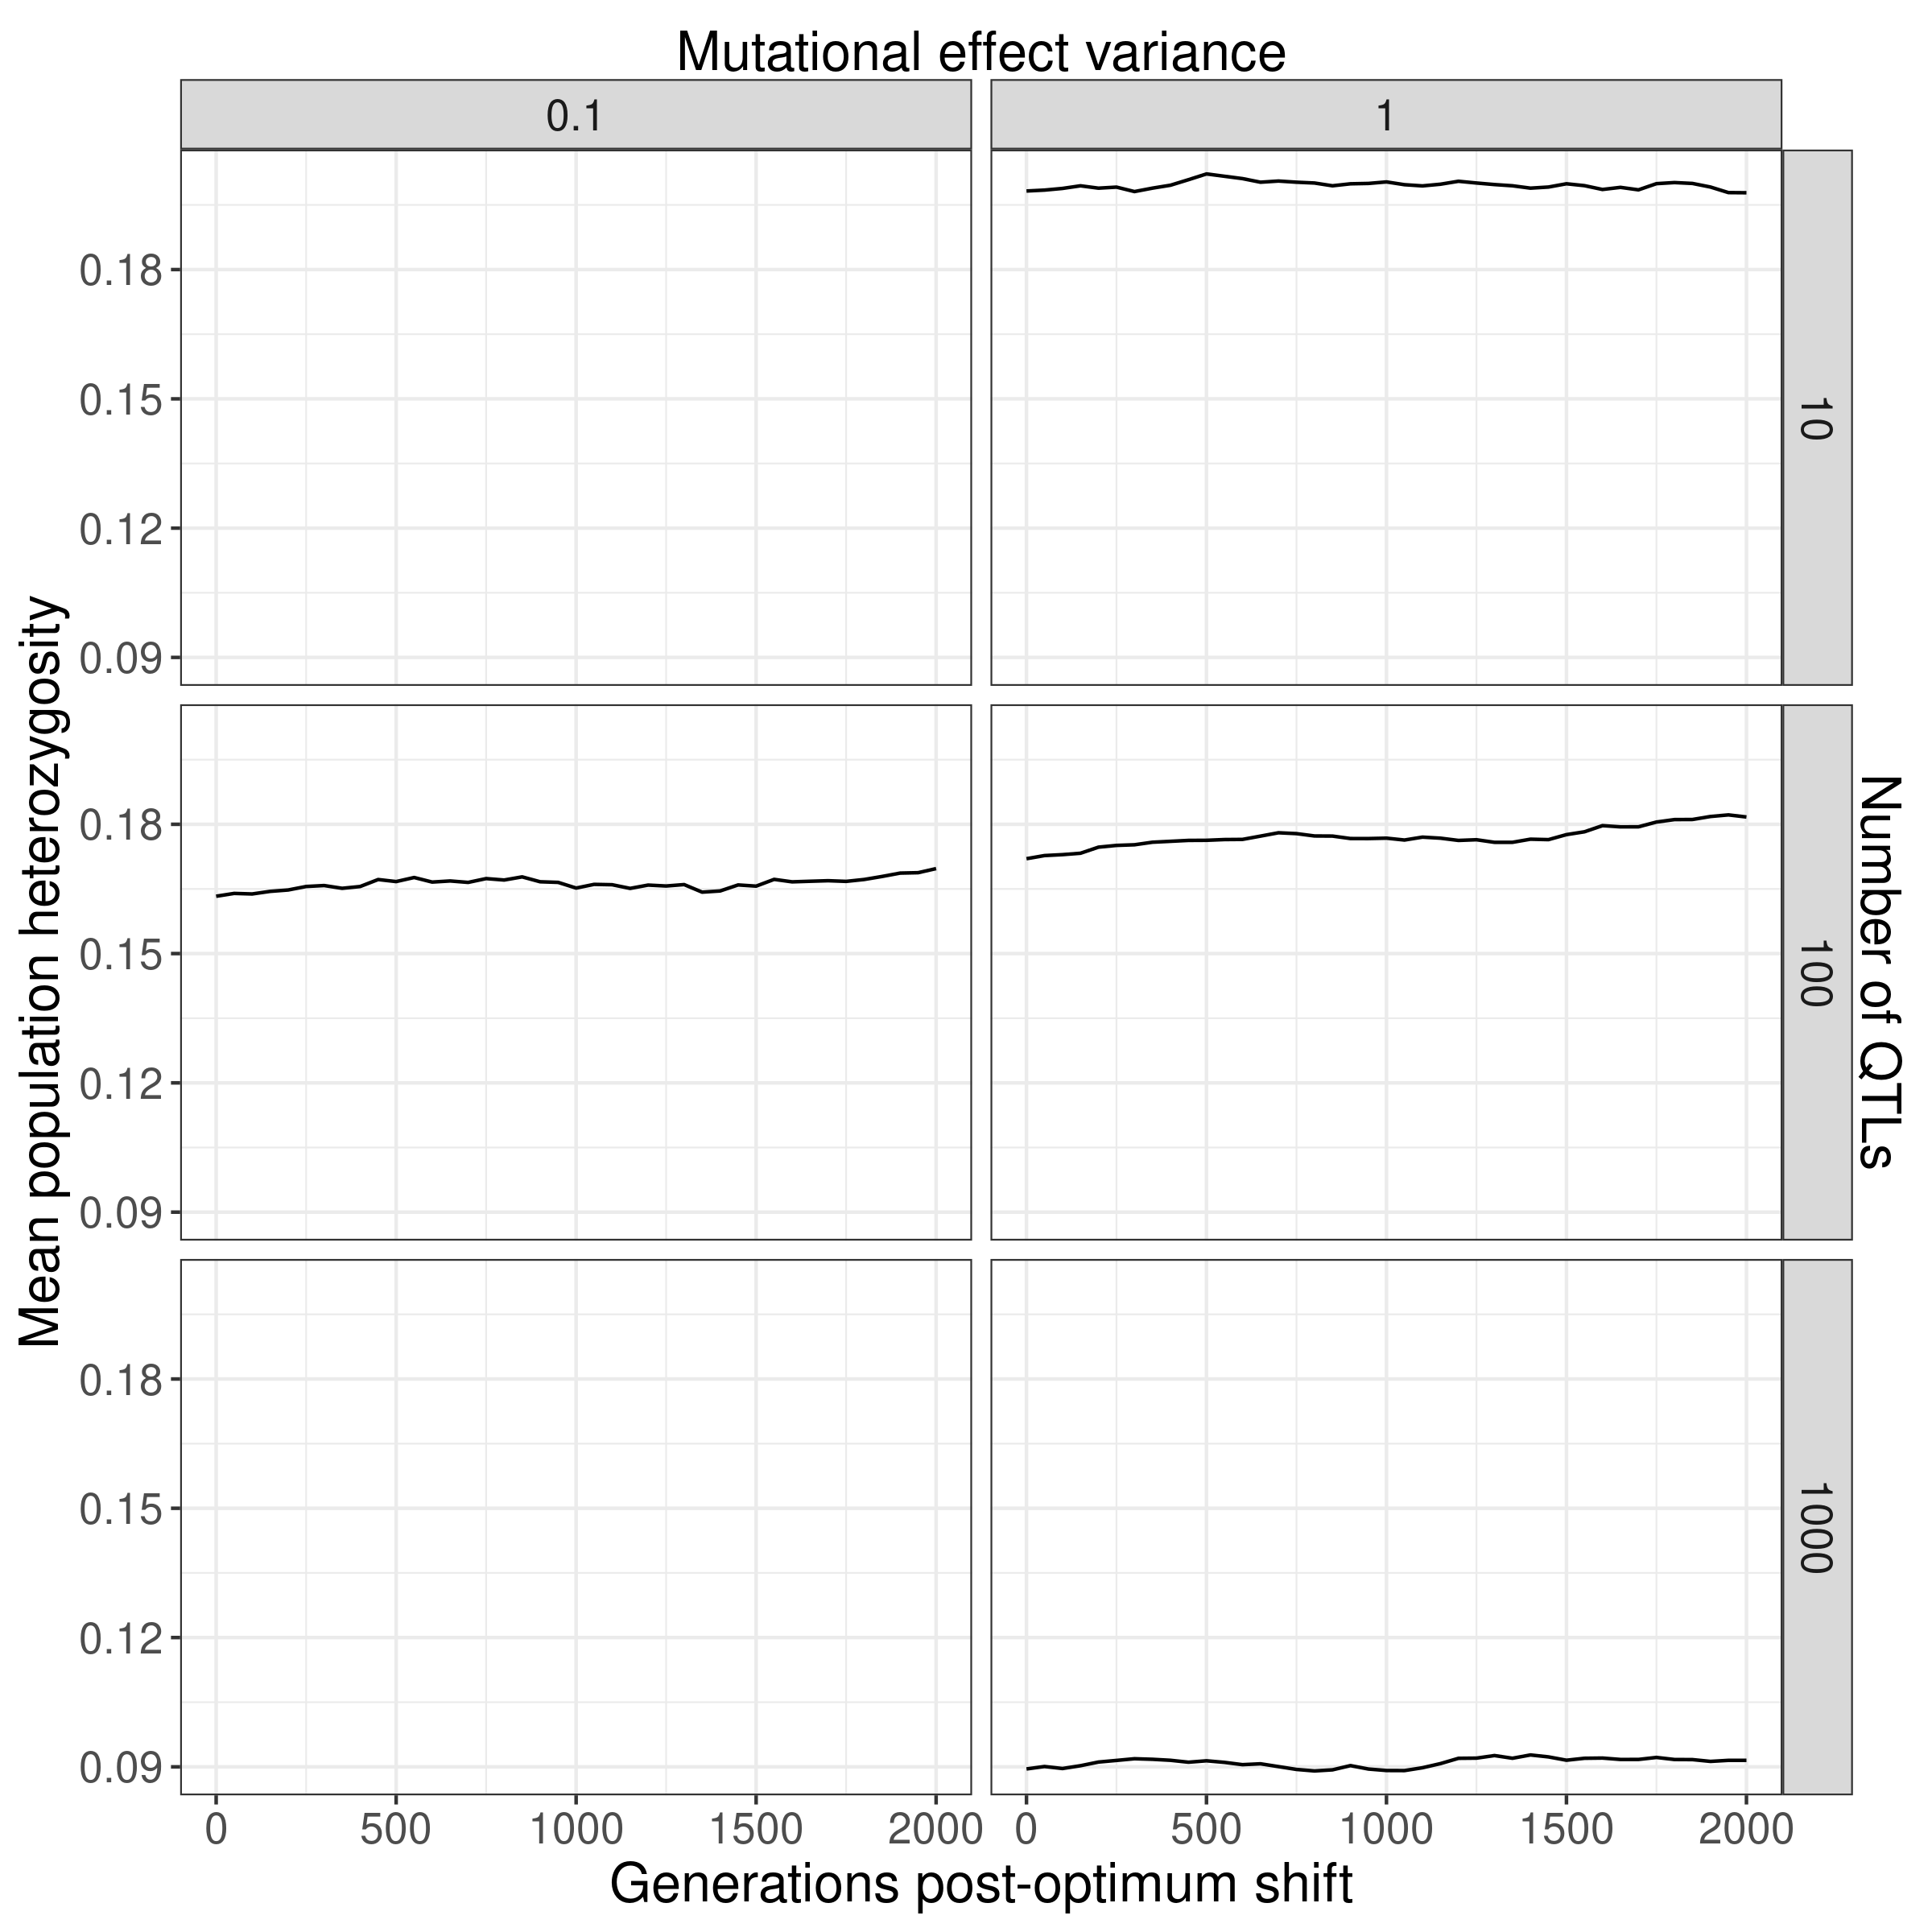 Mutational effect variance
0.1
1
0.18
0.15
0.12
0.09
10
0.18
0.15
0.12
0.09
100
0.18
0.15
0.12
0.09
1000
Mean population heterozygosity
Number of QTLs
0 500 1000 1500 2000
0 500 1000 1500 2000
Generations post-optimum shift